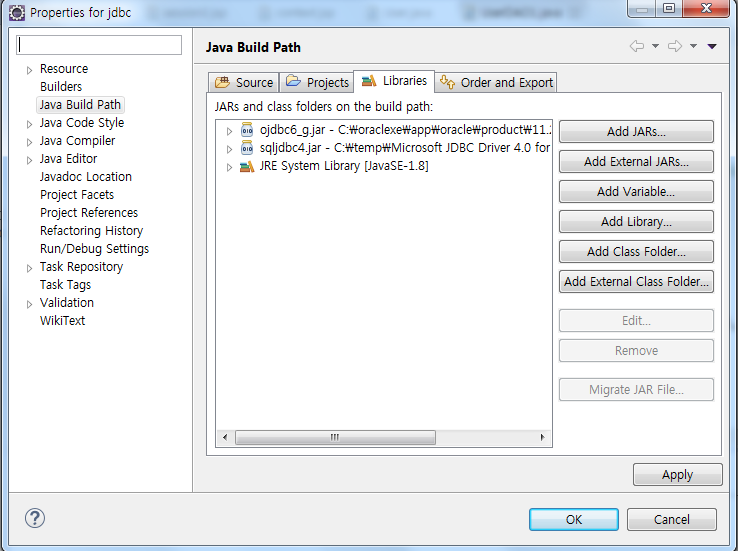 Properties for jdbc
Java Build Path
Resource
Builders
Java Build Path
Java Code Style
Java Compiler
Java Editor
Javadoc Location
Project Facets
Project References
Refactoring History
Run/Debug Settings
Task Repository
Task Tags
Validation
WikiText
Source
Projects
Libraries
Order and Export
JARs and class folders on the build path:
ojdbc6_g.jar - C:₩oraclexe₩app₩oracle₩product₩11.2
sqljdbc4.jar - C:₩temp₩Microsoft JDBC Driver 4.0 for
JRE System Library [JavaSE-1.8]
Add JARs...
Add External JARs...
Add Variable...
Add Library...
Add Class Folder...
Add External Class Folder...
Edit...
Remove
Migrate JAR File...
Apply
OK
Cancel